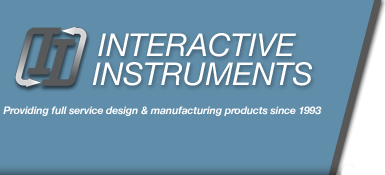 INTERACTIVE
INSTRUMENTS
Providing full service design & manufacturing products since 1993